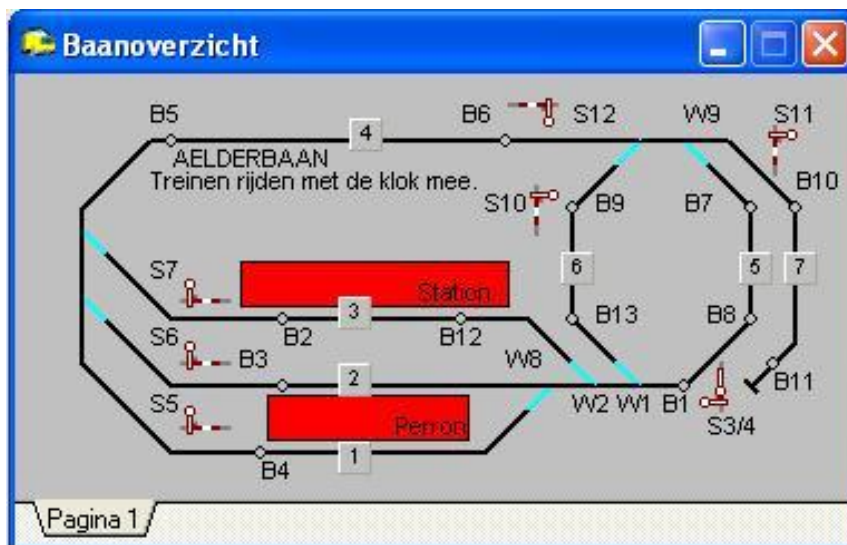 Baanoverzicht
B5 4 B6 S12 W9 S11
AELDERBAAN
Treinen rijden met de klok mee.
S10 B9 B7 B10
S7 Station 6 5 7
3
B2 B12 B13 B8
S6 B3 W8
2 W2 W1 B1 B11
S5 Perron S3/4
B4 1
Pagina 1